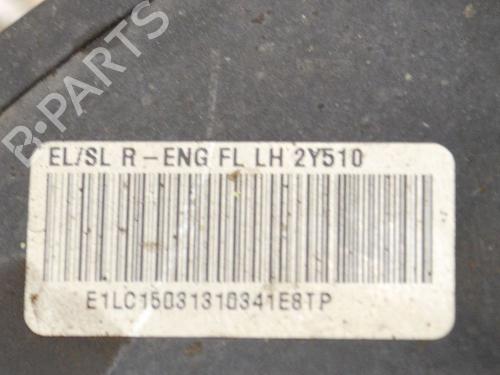 B-PARTS
EL/SL R-ENG FL LH 2Y510
E1LC15031310341E8TP